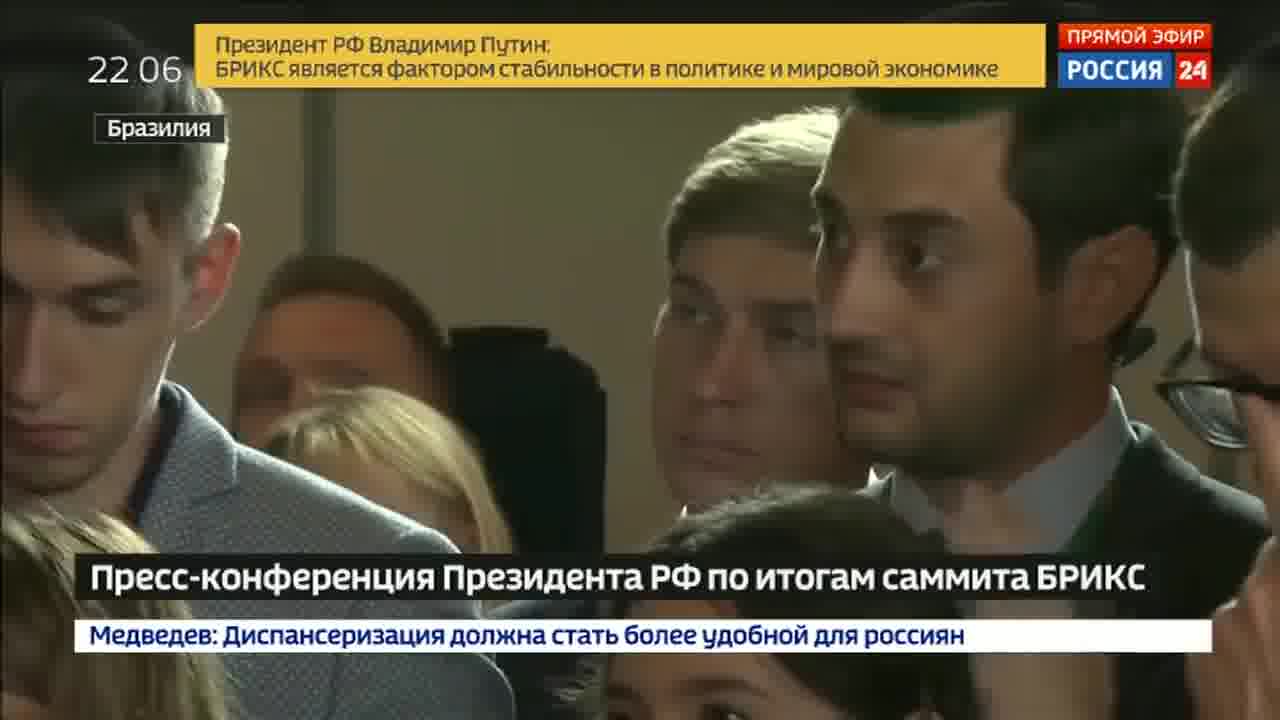 22.06
Президент РФ Владимир Путин:
БРИКС является фактором стабильности в политике и мировой экономике
ПРЯМОЙ ЭФИР
РОССИЯ 24
Бразилия
Пресс-конференция Президента РФ по итогам саммита БРИКС
Медведев: Диспансеризация должна стать более удобной для россиян